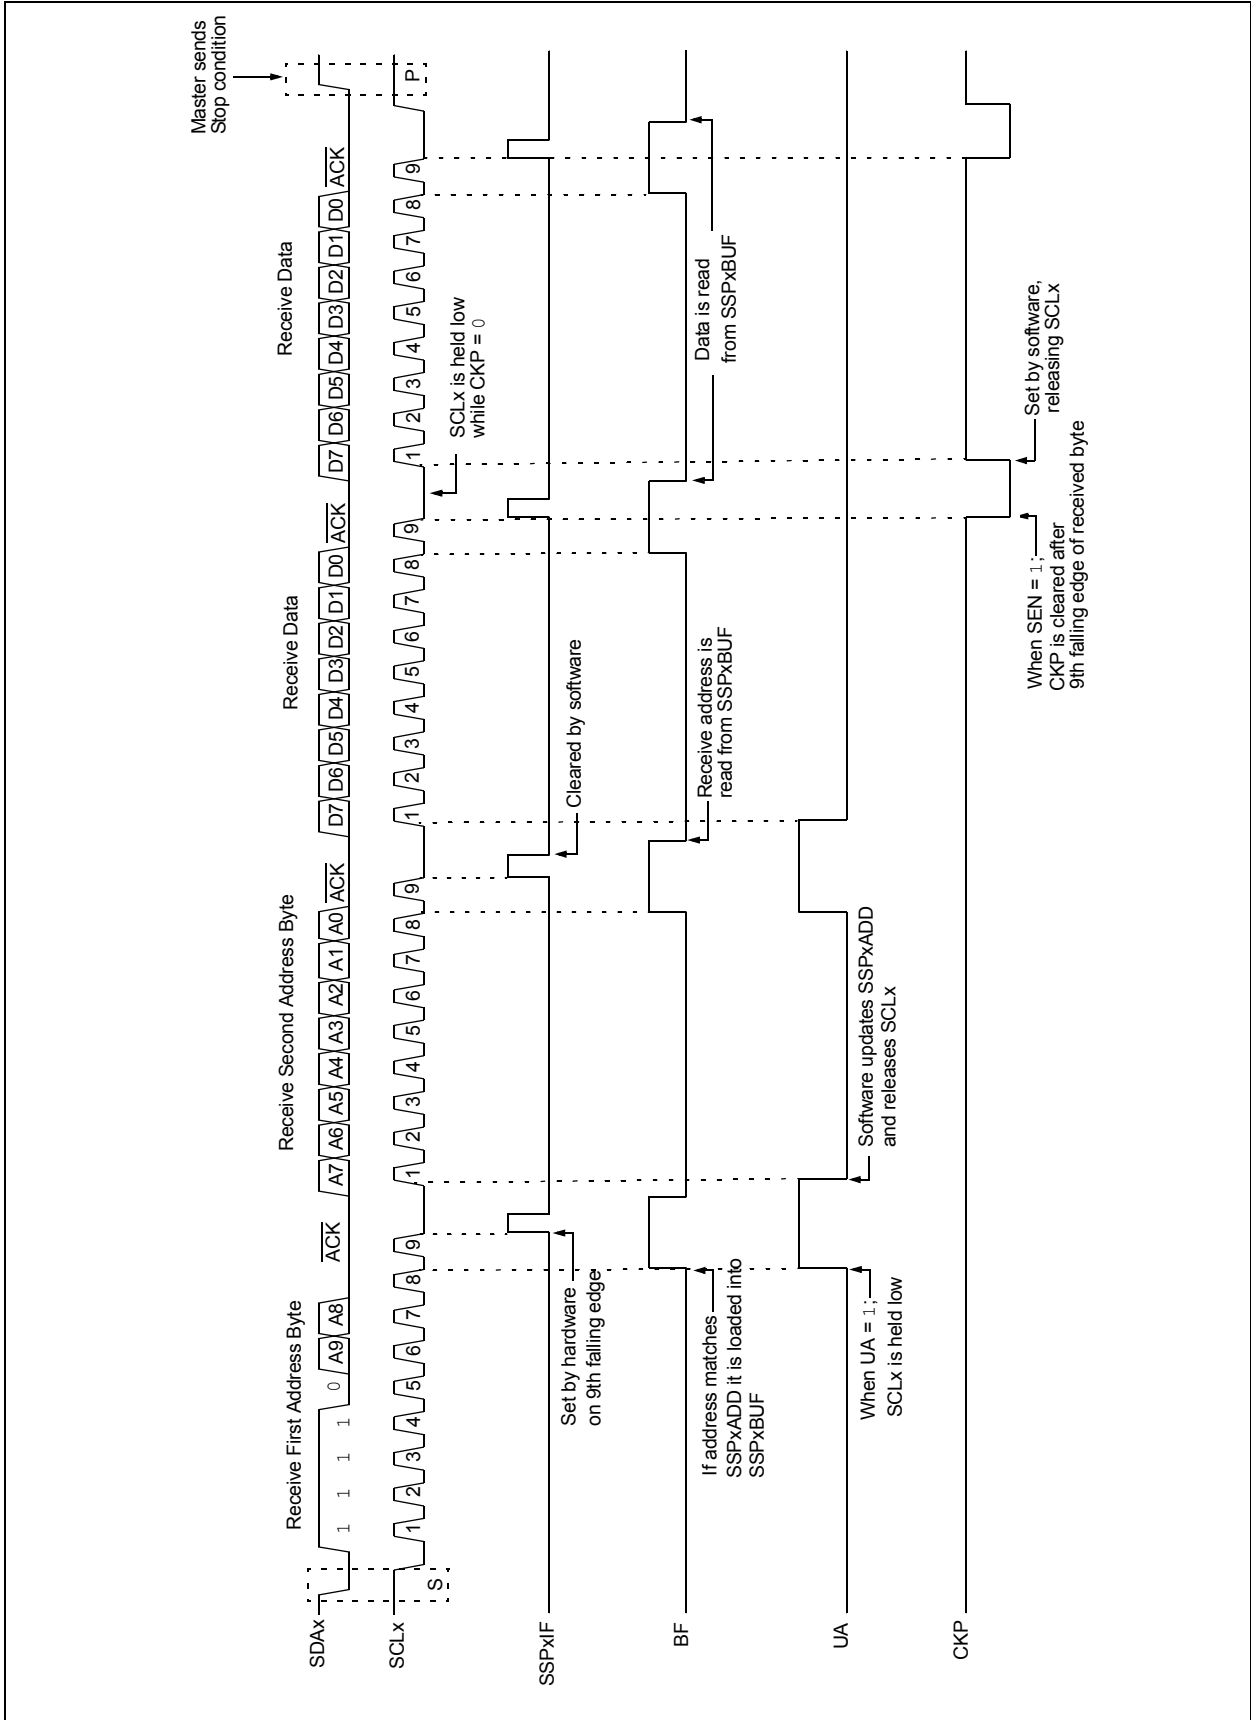 Master sends
Stop condition
Receive First Address Byte
Receive Second Address Byte
Receive Data
Receive Data
SDAx
1 1 1 1 0 A9 A8 ACK
A7 A6 A5 A4 A3 A2 A1 A0 ACK
D7 D6 D5 D4 D3 D2 D1 D0 ACK
D7 D6 D5 D4 D3 D2 D1 D0 ACK
SCLx
S
1 2 3 4 5 6 7 8 9
1 2 3 4 5 6 7 8 9
1 2 3 4 5 6 7 8 9
1 2 3 4 5 6 7 8 9
P
SCLx is held low
while CKP = 0
SSPxIF
Set by hardware
on 9th falling edge
Cleared by software
BF
If address matches
SSPxADD it is loaded into
SSPxBUF
Receive address is
read from SSPxBUF
Data is read
from SSPxBUF
UA
When UA = 1;
SCLx is held low
Software updates SSPxADD
and releases SCLx
CKP
When SEN = 1;
CKP is cleared after
9th falling edge of received byte
Set by software,
releasing SCLx